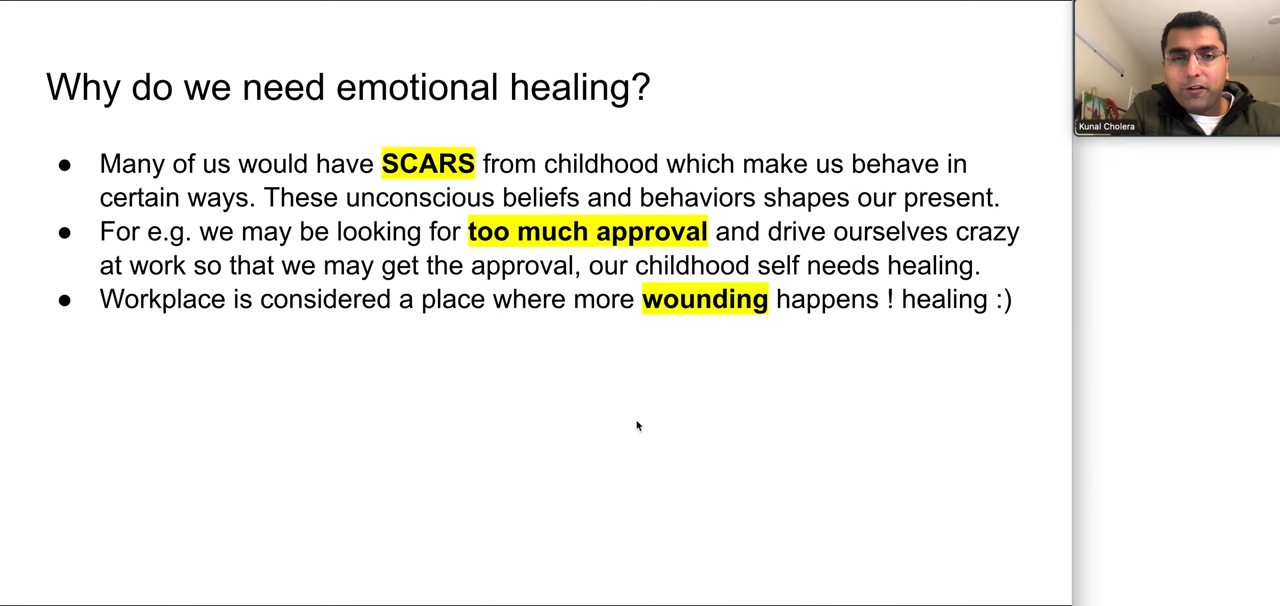 Why do we need emotional healing?
● Many of us would have SCARS from childhood which make us behave in
certain ways. These unconscious beliefs and behaviors shapes our present.
● For e.g. we may be looking for too much approval and drive ourselves crazy
at work so that we may get the approval, our childhood self needs healing.
● Workplace is considered a place where more wounding happens ! healing :)
Kunal Cholera